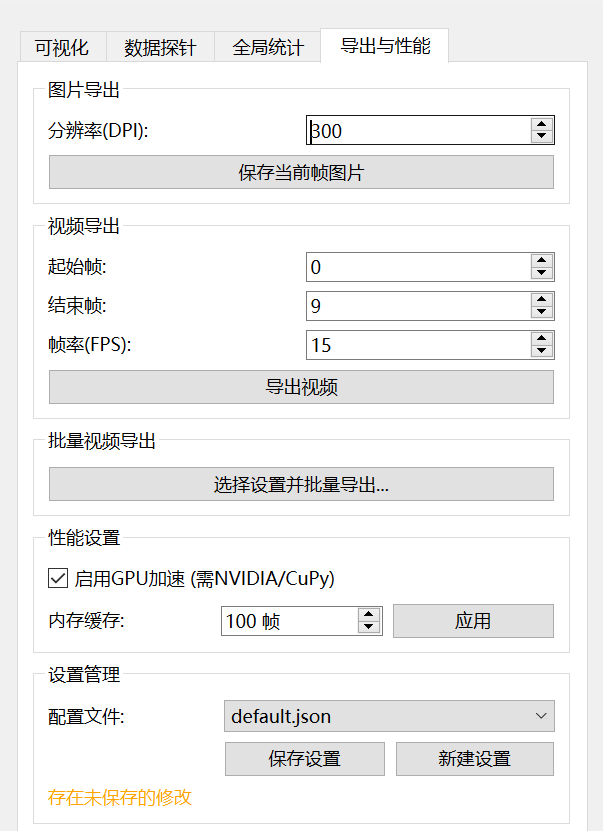 可视化 数据探针 全局统计 导出与性能
图片导出
分辨率(DPI): 300
保存当前帧图片
视频导出
起始帧: 0
结束帧: 9
帧率(FPS): 15
导出视频
批量视频导出
选择设置并批量导出...
性能设置
启用GPU加速 (需NVIDIA/CuPy)
内存缓存: 100 帧 应用
设置管理
配置文件: default.json
保存设置 新建设置
存在未保存的修改